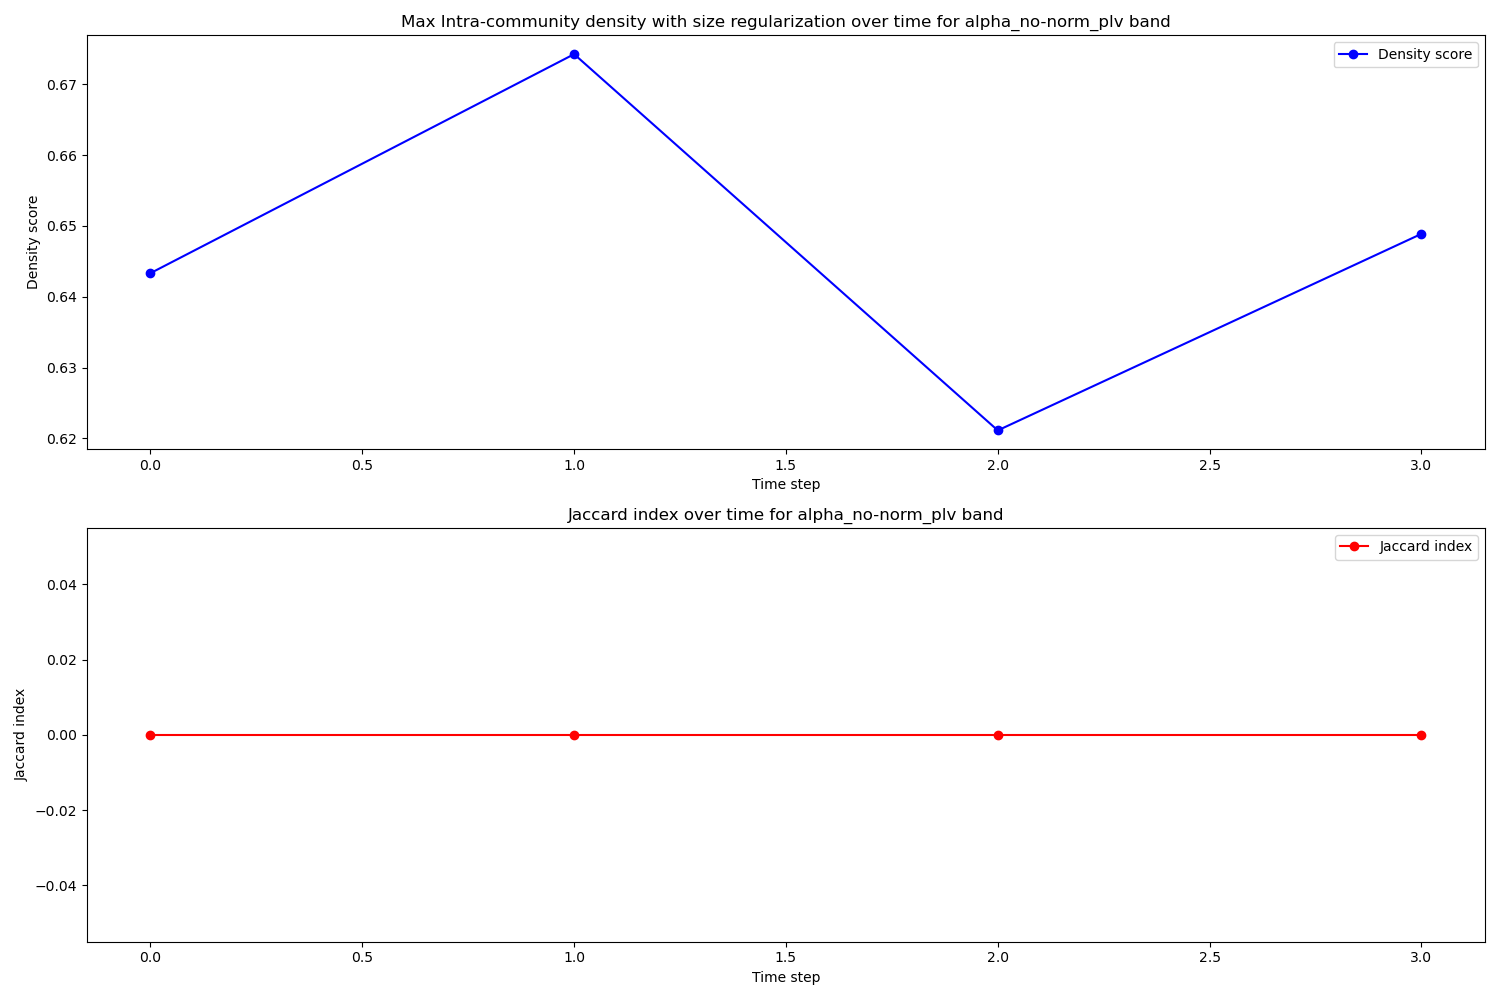 Max Intra-community density with size regularization over time for alpha_no-norm_plv band
Density score
0.67
0.66
0.65
0.64
0.63
0.62
Density score
0.0 0.5 1.0 1.5 2.0 2.5 3.0
Time step
Jaccard index over time for alpha_no-norm_plv band
Jaccard index
0.04
0.02
0.00
−0.02
−0.04
Jaccard index
0.0 0.5 1.0 1.5 2.0 2.5 3.0
Time step